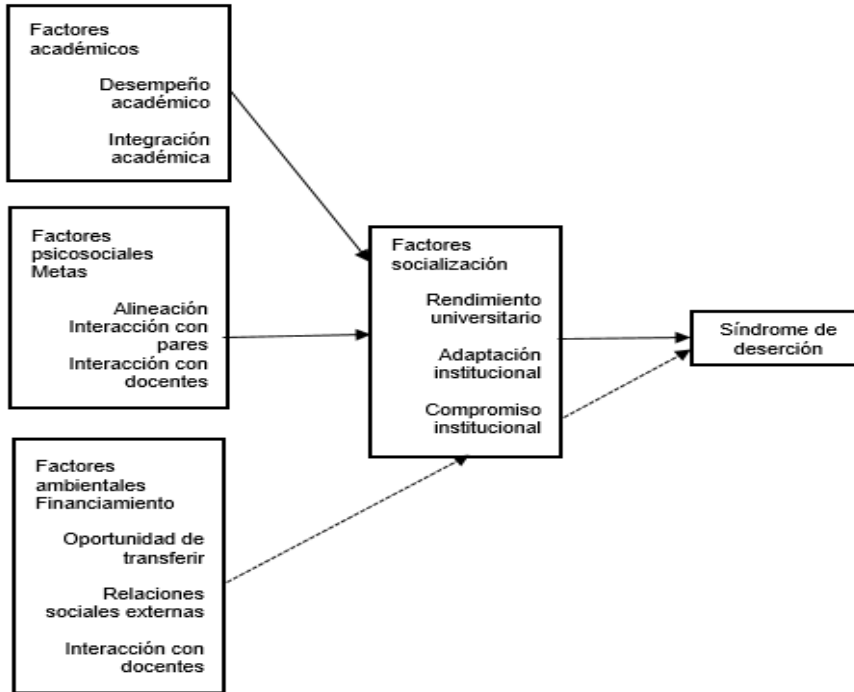 Factores
académicos
Desempeño
académico
Integración
académica
Factores
psicosociales
Metas
Alineación
Interacción con
pares
Interacción con
docentes
Factores
ambientales
Financiamiento
Oportunidad de
transferir
Relaciones
sociales externas
Interacción con
docentes
Factores
socialización
Rendimiento
universitario
Adaptación
institucional
Compromiso
institucional
Síndrome de
deserción